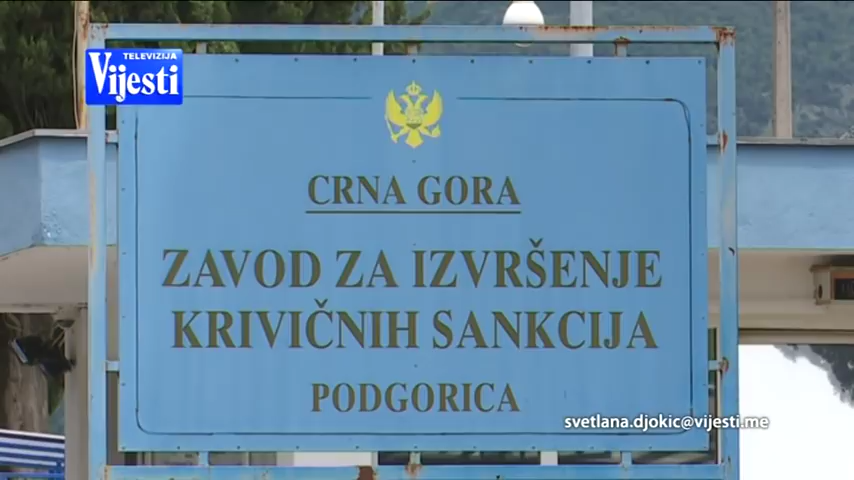 TELEVIZIJA
Vijesti
CRNA GORA
ZAVOD ZA IZVRŠENJE
KRIVIČNIH SANKCIJA
PODGORICA
svetlana.djokic@vijesti.me